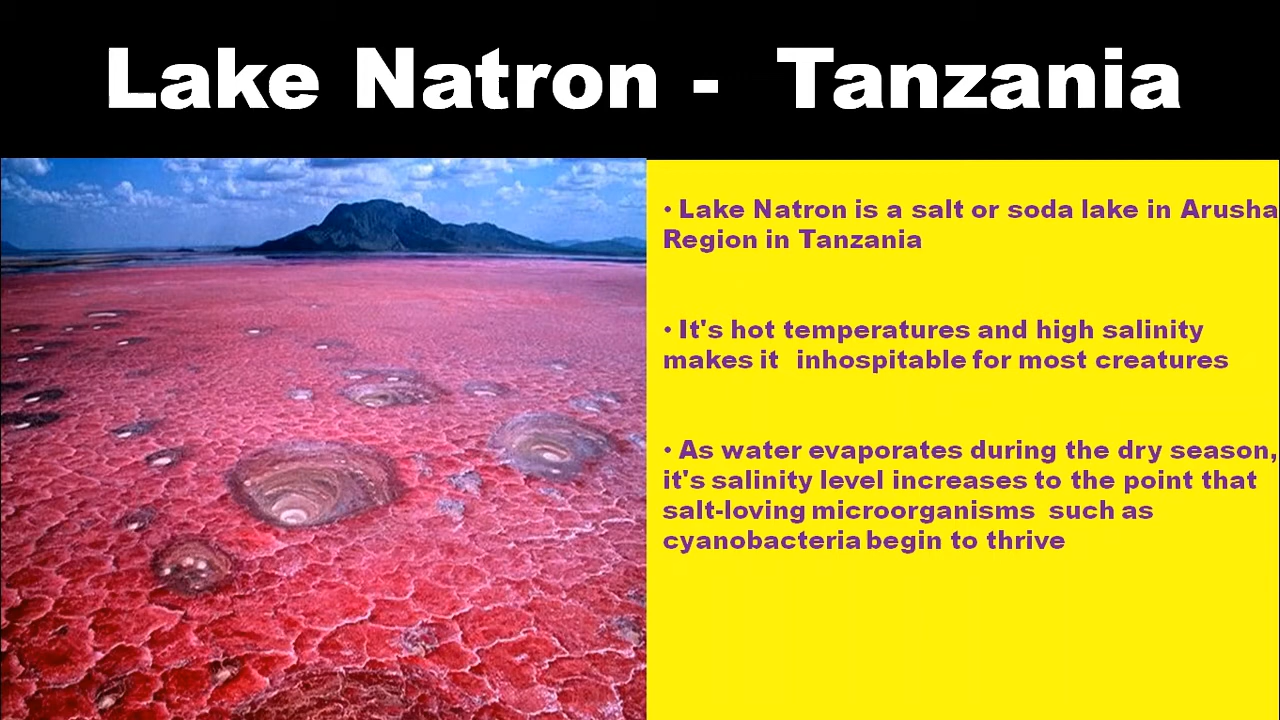 Lake Natron - Tanzania
• Lake Natron is a salt or soda lake in Arusha
Region in Tanzania
• It's hot temperatures and high salinity
makes it inhospitable for most creatures
• As water evaporates during the dry season,
it's salinity level increases to the point that
salt-loving microorganisms such as
cyanobacteria begin to thrive